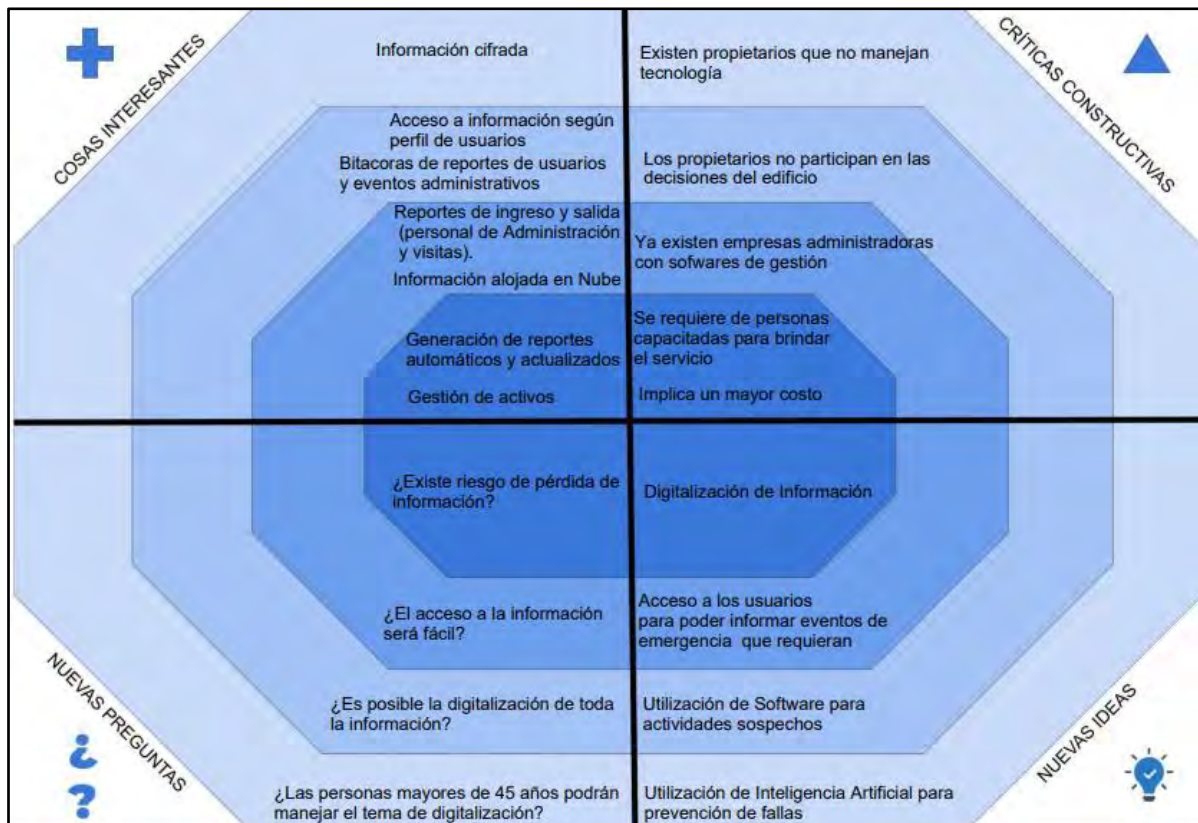 COSAS INTERESANTES
Información cifrada
Acceso a información según
perfil de usuarios
Bitacoras de reportes de usuarios
y eventos administrativos
Reportes de ingreso y salida
(personal de Administración
y visitas).
Información alojada en Nube
Generación de reportes
automáticos y actualizados
Gestión de activos
CRÍTICAS CONSTRUCTIVAS
Existen propietarios que no manejan
tecnología
Los propietarios no participan en las
decisiones del edificio
Ya existen empresas administradoras
con sofwares de gestión
Se requiere de personas
capacitadas para brindar
el servicio
Implica un mayor costo
NUEVAS PREGUNTAS
¿
?
¿Existe riesgo de pérdida de
información?
¿El acceso a la información
será fácil?
¿Es posible la digitalización de toda
la información?
¿Las personas mayores de 45 años podrán
manejar el tema de digitalización?
NUEVAS IDEAS
Digitalización de Información
Acceso a los usuarios
para poder informar eventos de
emergencia que requieran
Utilización de Software para
actividades sospechos
Utilización de Inteligencia Artificial para
prevención de fallas